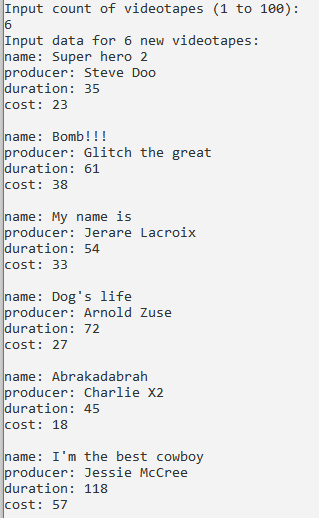 Input count of videotapes (1 to 100):
6
Input data for 6 new videotapes:
name: Super hero 2
producer: Steve Doo
duration: 35
cost: 23
name: Bomb!!!
producer: Glitch the great
duration: 61
cost: 38
name: My name is
producer: Jerare Lacroix
duration: 54
cost: 33
name: Dog's life
producer: Arnold Zuse
duration: 72
cost: 27
name: Abrakadabrah
producer: Charlie X2
duration: 45
cost: 18
name: I'm the best cowboy
producer: Jessie McCree
duration: 118
cost: 57